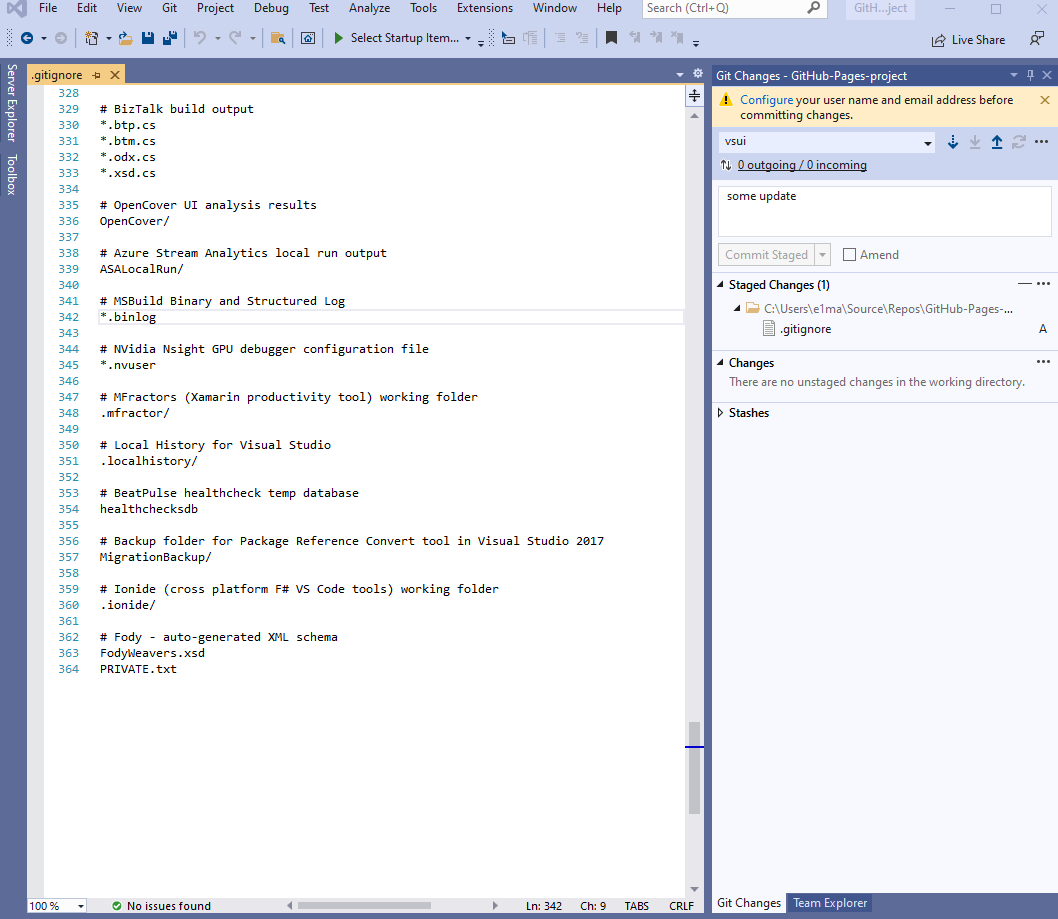 File Edit View Git Project Debug Test Analyze Tools Extensions Window Help Search (Ctrl+Q) GitH...ject
Select Startup Item... Live Share
Server Explorer
Toolbox
.gitignore
328
329 # BizTalk build output
330 *.btp.cs
331 *.btm.cs
332 *.odx.cs
333 *.xsd.cs
334
335 # OpenCover UI analysis results
336 OpenCover/
337
338 # Azure Stream Analytics local run output
339 ASALocalRun/
340
341 # MSBuild Binary and Structured Log
342 *.binlog
343
344 # NVidia Nsight GPU debugger configuration file
345 *.nvuser
346
347 # MFractors (Xamarin productivity tool) working folder
348 .mfractor/
349
350 # Local History for Visual Studio
351 .localhistory/
352
353 # BeatPulse healthcheck temp database
354 healthchecksdb
355
356 # Backup folder for Package Reference Convert tool in Visual Studio 2017
357 MigrationBackup/
358
359 # Ionide (cross platform F# VS Code tools) working folder
360 .ionide/
361
362 # Fody - auto-generated XML schema
363 FodyWeavers.xsd
364 PRIVATE.txt
100 % No issues found Ln: 342 Ch: 9 TABS CRLF
Git Changes - GitHub-Pages-project
Configure your user name and email address before
committing changes.
vsui
0 outgoing / 0 incoming
some update
Commit Staged Amend
Staged Changes (1)
C:\Users\e1ma\Source\Repos\GitHub-Pages-...
.gitignore A
Changes
There are no unstaged changes in the working directory.
Stashes
Git Changes Team Explorer